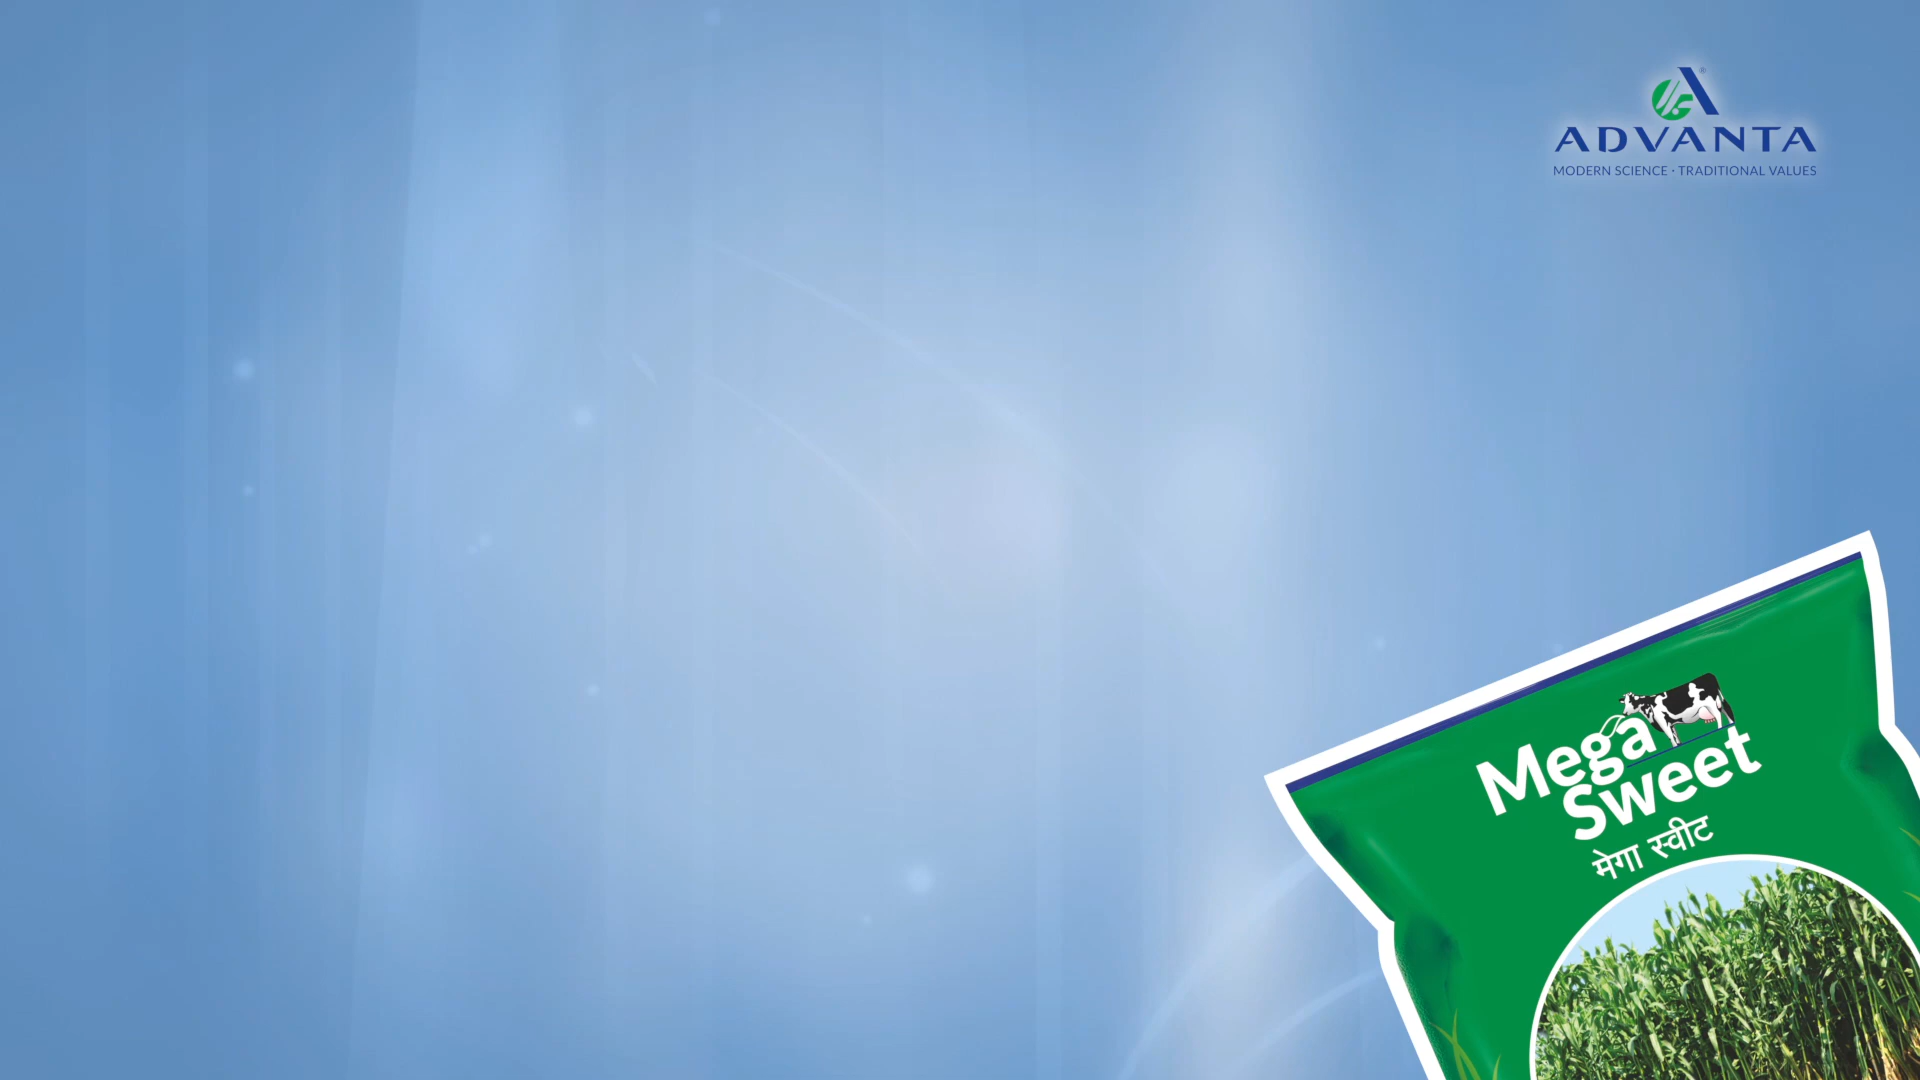 ADVANTA
MODERN SCIENCE · TRADITIONAL VALUES
Mega
Sweet
मेगा स्वीट